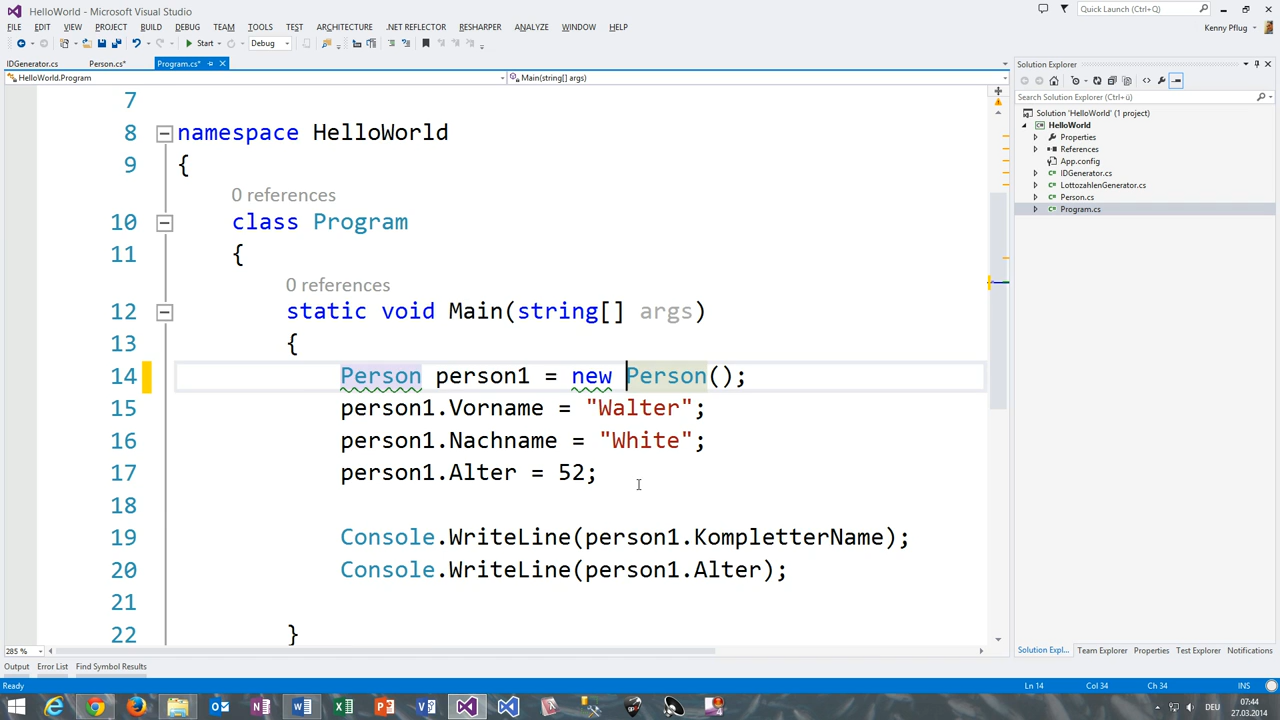 HelloWorld - Microsoft Visual Studio
Quick Launch (Ctrl+Q)
FILE EDIT VIEW PROJECT BUILD DEBUG TEAM TOOLS TEST ARCHITECTURE .NET REFLECTOR RESHARPER ANALYZE WINDOW HELP
Kenny Pflug
Start Debug
IDGenerator.cs Person.cs* Program.cs*
HelloWorld.Program Main(string[] args)
7
8 namespace HelloWorld
9 {
0 references
10 class Program
11 {
0 references
12 static void Main(string[] args)
13 {
14 Person person1 = new Person();
15 person1.Vorname = "Walter";
16 person1.Nachname = "White";
17 person1.Alter = 52;
18
19 Console.WriteLine(person1.KompletterName);
20 Console.WriteLine(person1.Alter);
21
22 }
285 %
Solution Explorer
Search Solution Explorer (Ctrl+ü)
Solution 'HelloWorld' (1 project)
HelloWorld
Properties
References
App.config
IDGenerator.cs
LottozahlenGenerator.cs
Person.cs
Program.cs
Solution Expl... Team Explorer Properties Test Explorer Notifications
Output Error List Find Symbol Results
Ready Ln 14 Col 34 Ch 34 INS
DEU
07:44
27.03.2014